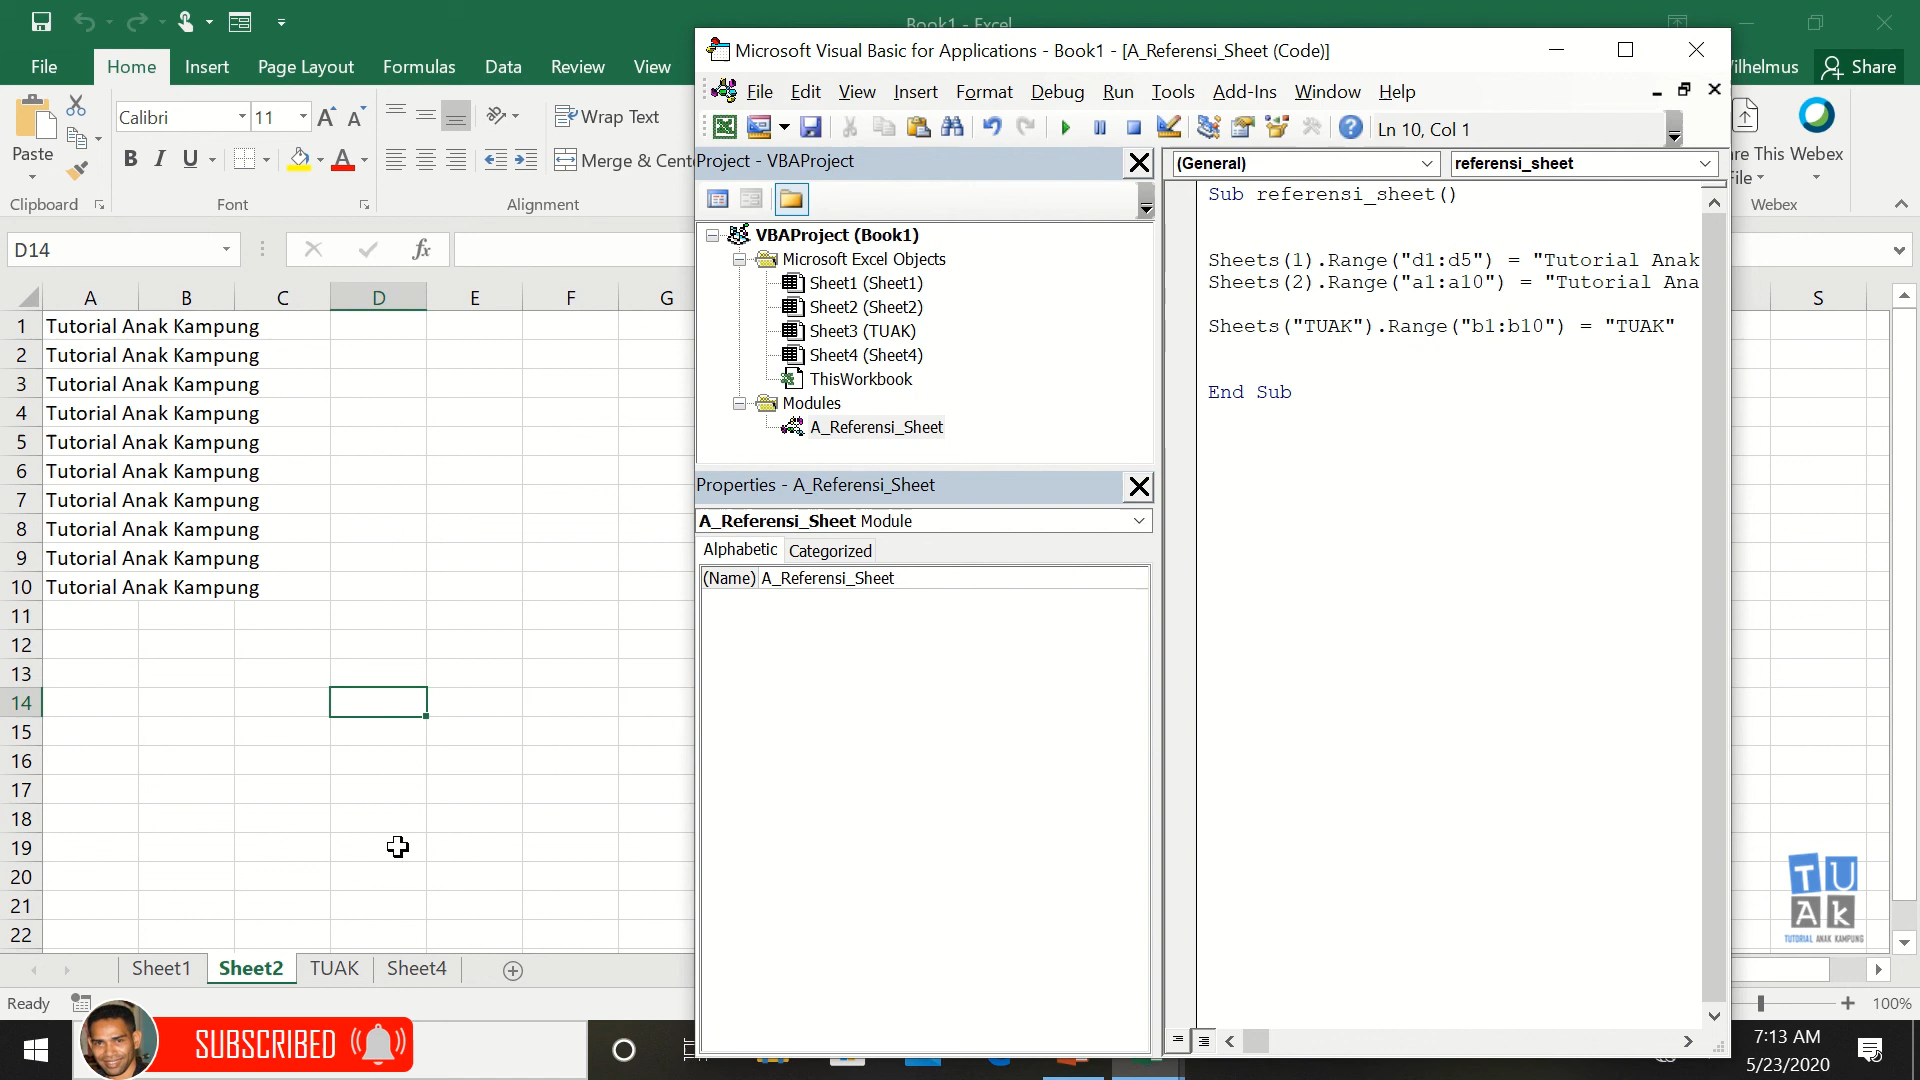 Book1 - Excel
File
Home
Insert
Page Layout
Formulas
Data
Review
View
Share
Calibri
11
Wrap Text
Paste
B I U
Merge & Cent
Clipboard
Font
Alignment
re This
Webex
File
Webex
D14
fx
A B C D E F G S
1 Tutorial Anak Kampung
2 Tutorial Anak Kampung
3 Tutorial Anak Kampung
4 Tutorial Anak Kampung
5 Tutorial Anak Kampung
6 Tutorial Anak Kampung
7 Tutorial Anak Kampung
8 Tutorial Anak Kampung
9 Tutorial Anak Kampung
10 Tutorial Anak Kampung
11
12
13
14
15
16
17
18
19
20
21
22
Sheet1
Sheet2
TUAK
Sheet4
Ready
100%
Microsoft Visual Basic for Applications - Book1 - [A_Referensi_Sheet (Code)]
File Edit View Insert Format Debug Run Tools Add-Ins Window Help
Ln 10, Col 1
Project - VBAProject
VBAProject (Book1)
Microsoft Excel Objects
Sheet1 (Sheet1)
Sheet2 (Sheet2)
Sheet3 (TUAK)
Sheet4 (Sheet4)
ThisWorkbook
Modules
A_Referensi_Sheet
Properties - A_Referensi_Sheet
A_Referensi_Sheet Module
Alphabetic
Categorized
(Name) A_Referensi_Sheet
(General)
referensi_sheet
Sub referensi_sheet()
Sheets(1).Range("d1:d5") = "Tutorial Anak
Sheets(2).Range("a1:a10") = "Tutorial Ana
Sheets("TUAK").Range("b1:b10") = "TUAK"
End Sub
TU
Ak
TUTORIAL ANAK KAMPUNG
SUBSCRIBED
7:13 AM
5/23/2020